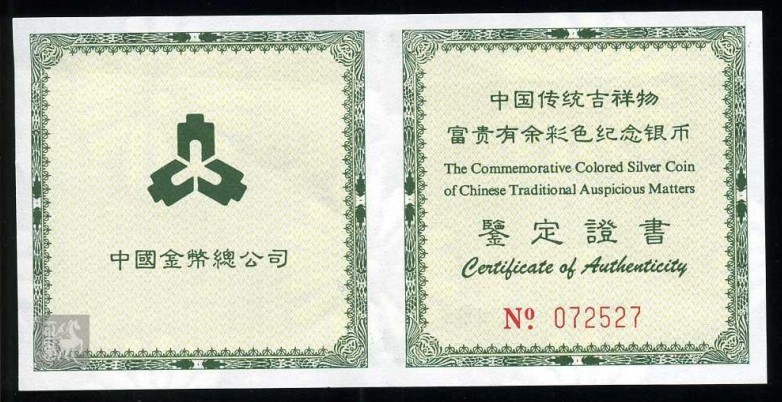 中國金幣總公司
中国传统吉祥物
富贵有余彩色纪念银币
The Commemorative Colored Silver Coin
of Chinese Traditional Auspicious Matters
鑒定證書
Certificate of Authenticity
Nº 072527